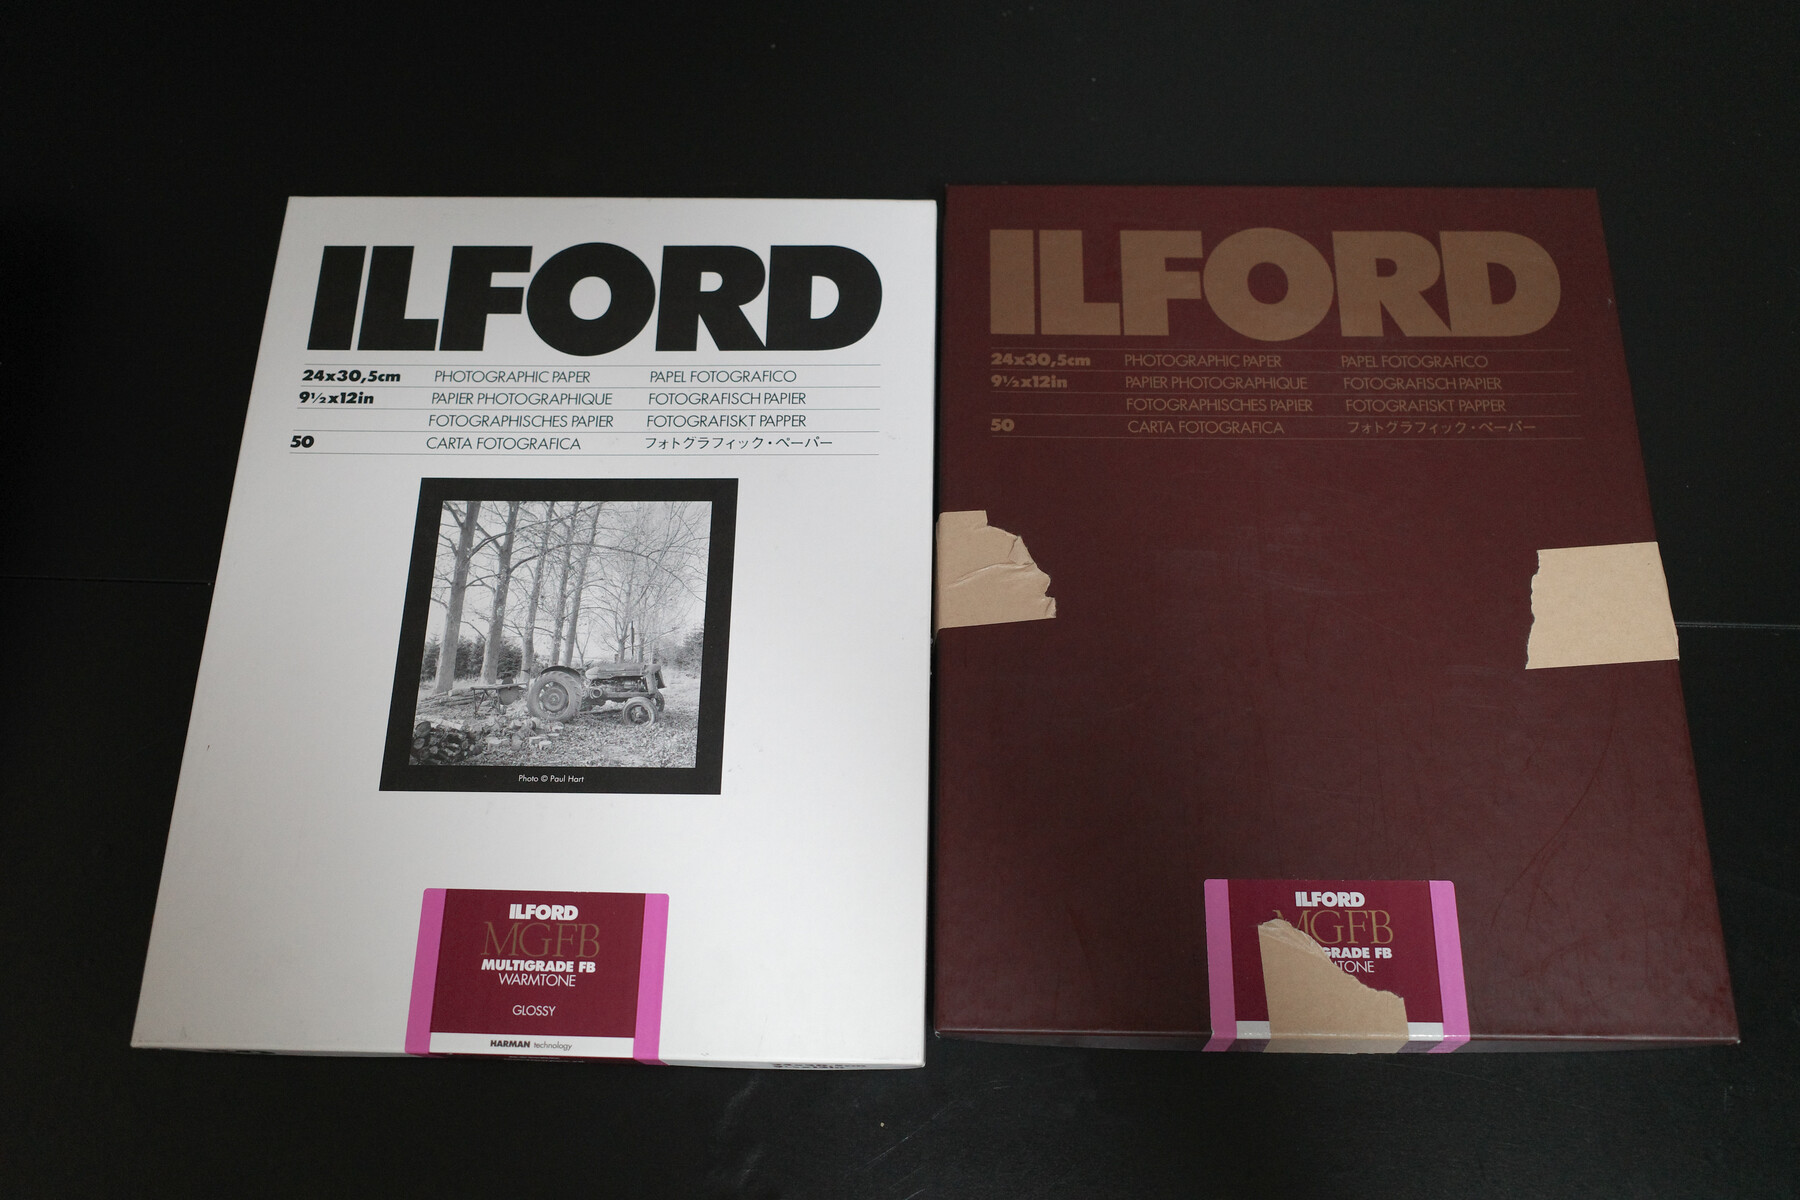 ILFORD
24x30,5cm PHOTOGRAPHIC PAPER PAPEL FOTOGRAFICO
9½x12in PAPIER PHOTOGRAPHIQUE FOTOGRAFISCH PAPIER
FOTOGRAPHISCHES PAPIER FOTOGRAFISKT PAPPER
50 CARTA FOTOGRAFICA フォトグラフィック・ペーパー
Photo © Paul Hart
ILFORD
MGFB
MULTIGRADE FB
WARMTONE
GLOSSY
HARMAN technology
ILFORD
24x30,5cm PHOTOGRAPHIC PAPER PAPEL FOTOGRAFICO
9½x12in PAPIER PHOTOGRAPHIQUE FOTOGRAFISCH PAPIER
FOTOGRAPHISCHES PAPIER FOTOGRAFISKT PAPPER
50 CARTA FOTOGRAFICA フォトグラフィック・ペーパー
ILFORD
MGFB
GRADE FB
TONE